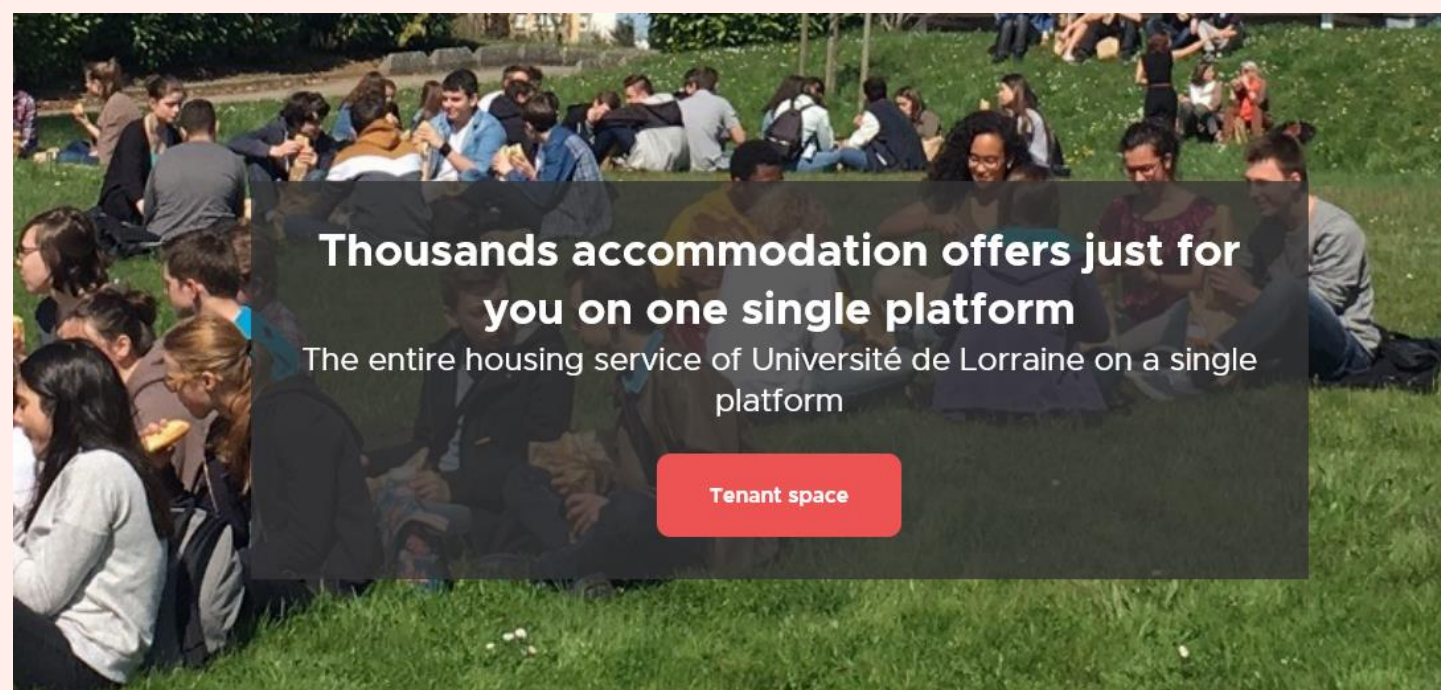 Thousands accommodation offers just for
you on one single platform
The entire housing service of Université de Lorraine on a single
platform
Tenant space